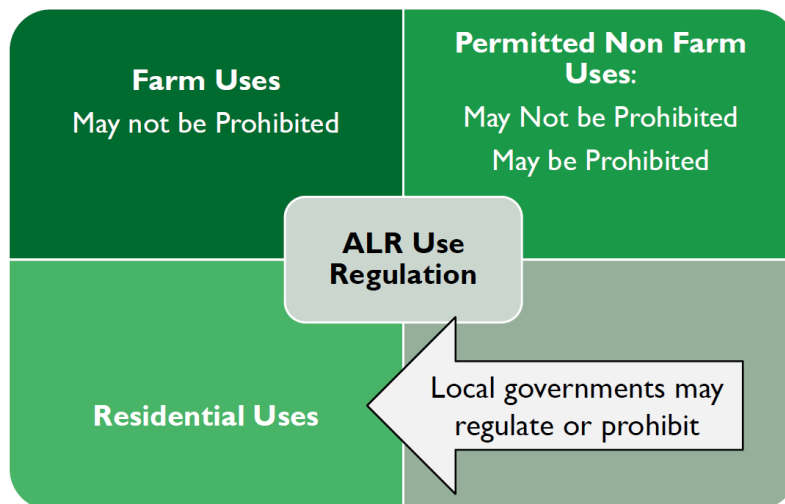 Farm Uses
May not be Prohibited
Permitted Non Farm
Uses:
May Not be Prohibited
May be Prohibited
ALR Use
Regulation
Residential Uses
Local governments may
regulate or prohibit